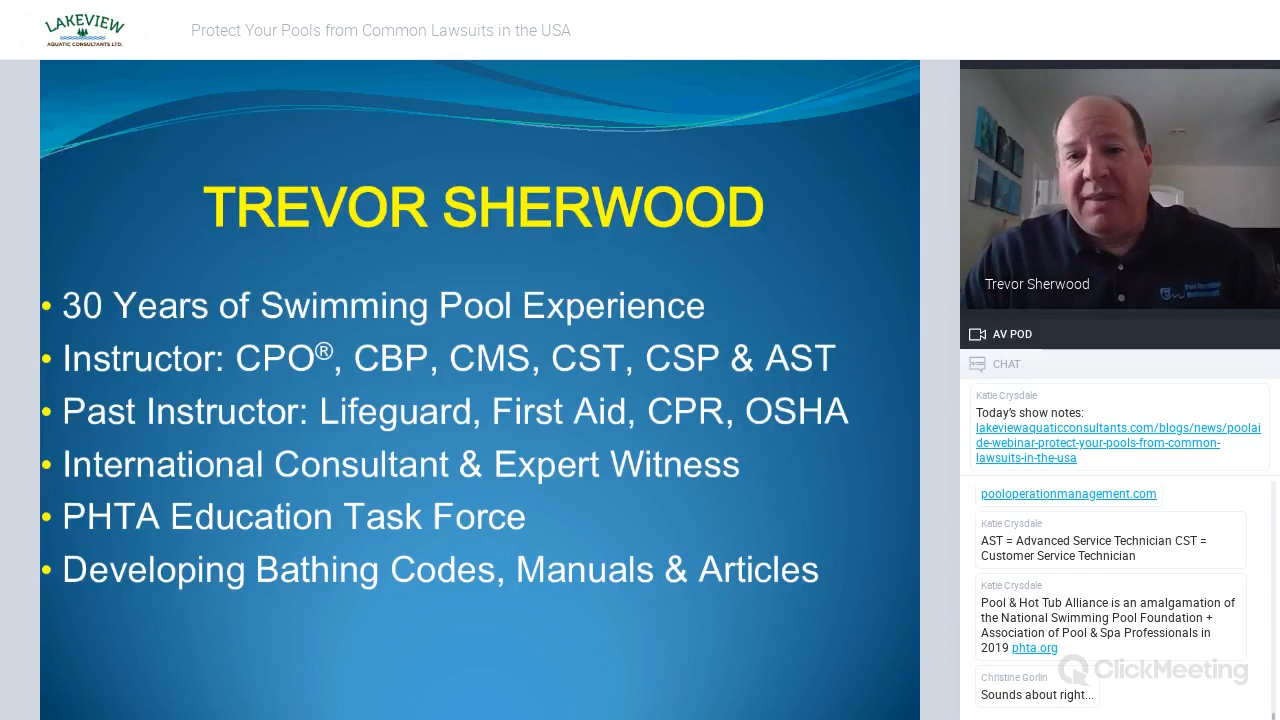 LAKEVIEW
AQUATIC CONSULTANTS LTD.
Protect Your Pools from Common Lawsuits in the USA
TREVOR SHERWOOD
• 30 Years of Swimming Pool Experience
• Instructor: CPO®, CBP, CMS, CST, CSP & AST
• Past Instructor: Lifeguard, First Aid, CPR, OSHA
• International Consultant & Expert Witness
• PHTA Education Task Force
• Developing Bathing Codes, Manuals & Articles
Trevor Sherwood
AV POD
CHAT
Katie Crysdale
Today's show notes:
lakeviewaquaticconsultants.com/blogs/news/poolai
de-webinar-protect-your-pools-from-common-
lawsuits-in-the-usa
pooloperationmanagement.com
Katie Crysdale
AST = Advanced Service Technician CST =
Customer Service Technician
Katie Crysdale
Pool & Hot Tub Alliance is an amalgamation of
the National Swimming Pool Foundation +
Association of Pool & Spa Professionals in
2019 phta.org
ClickMeeting
Christine Gorlin
Sounds about right...